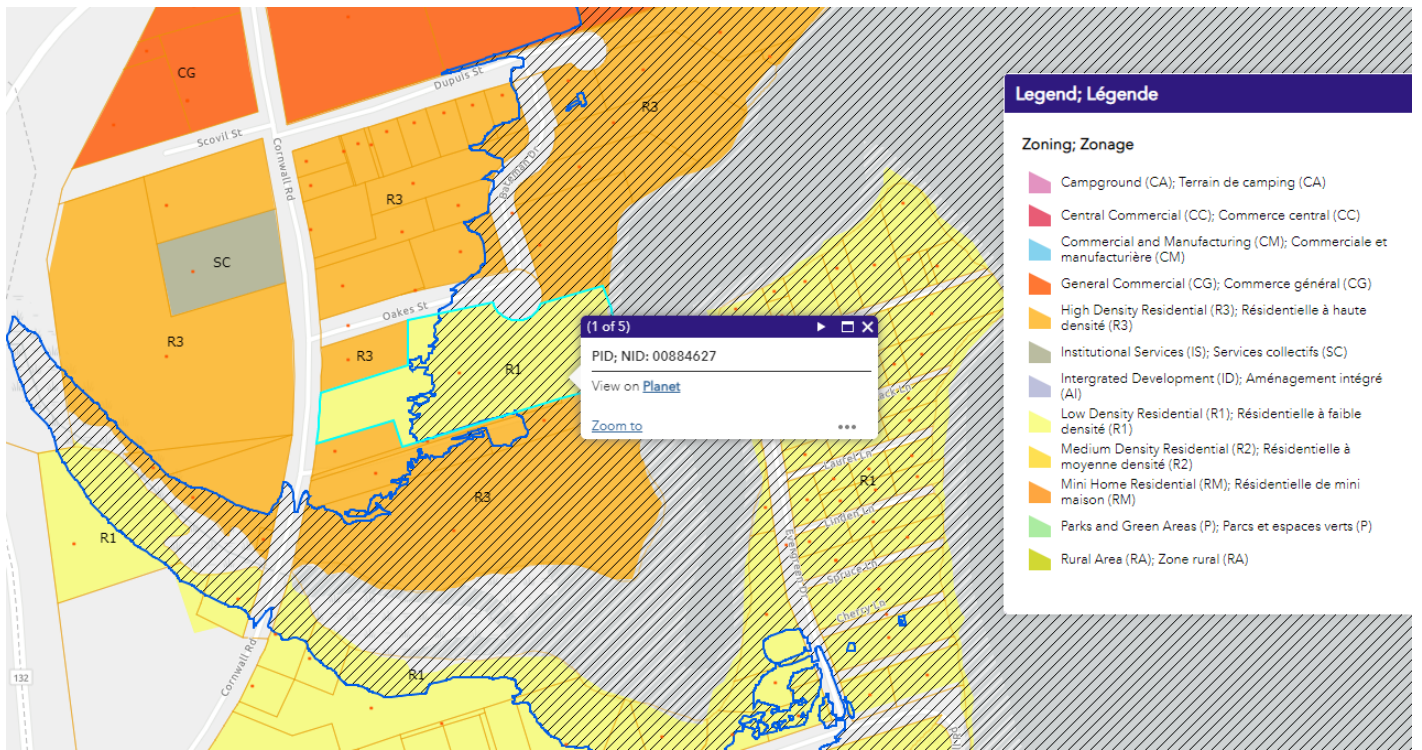 CG
Dupuis St
R3
Scovil St
Cornwall Rd
Bateman Dr
R3
SC
Oakes St
R3
R3
R1
R3
R1
Laurel Ln
R1
Linden Ln
Evergreen Dr
Spruce Ln
Cherry Ln
Cornwall Rd
R1
132
(1 of 5)
PID; NID: 00884627
View on Planet
Zoom to
•••
Legend; Légende
Zoning; Zonage
Campground (CA); Terrain de camping (CA)
Central Commercial (CC); Commerce central (CC)
Commercial and Manufacturing (CM); Commerciale et
manufacturière (CM)
General Commercial (CG); Commerce général (CG)
High Density Residential (R3); Résidentielle à haute
densité (R3)
Institutional Services (IS); Services collectifs (SC)
Intergrated Development (ID); Aménagement intégré
(AI)
Low Density Residential (R1); Résidentielle à faible
densité (R1)
Medium Density Residential (R2); Résidentielle à
moyenne densité (R2)
Mini Home Residential (RM); Résidentielle de mini
maison (RM)
Parks and Green Areas (P); Parcs et espaces verts (P)
Rural Area (RA); Zone rural (RA)